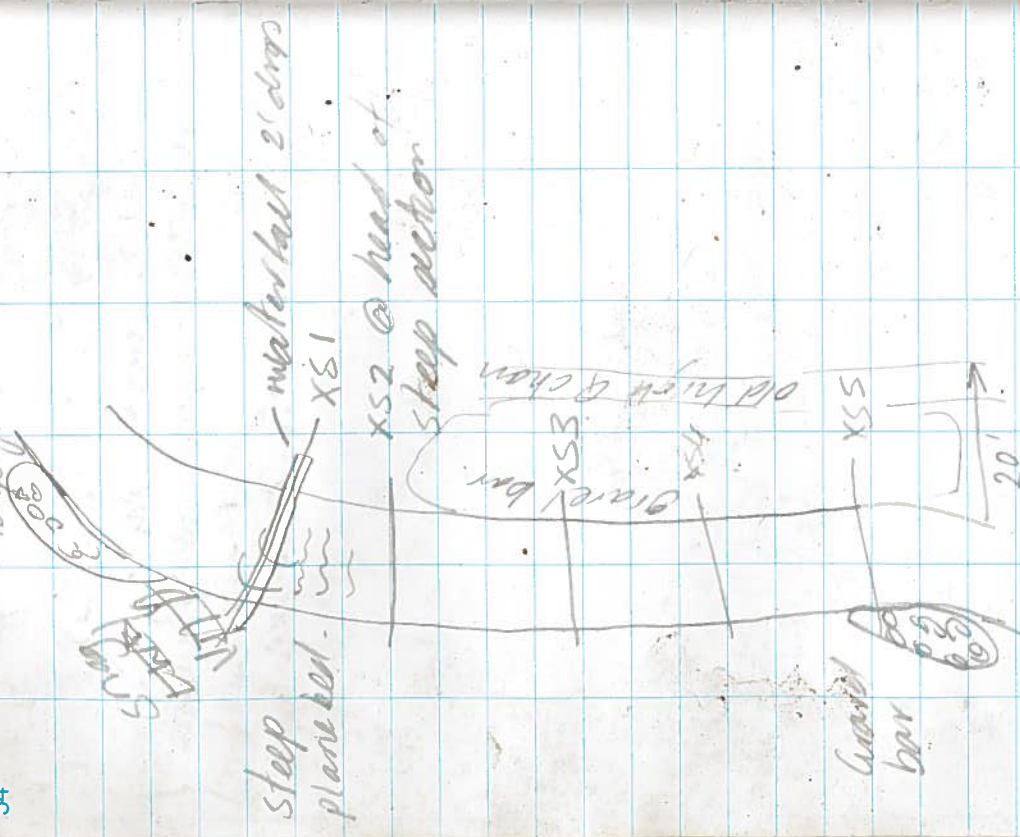 waterfall 2' drop
XS1
XS2 @ head of
steep section
old high Q chan
gravel bar
XS3
XS4
XS5
20'
Steep
plane bed.
Gravel
bar